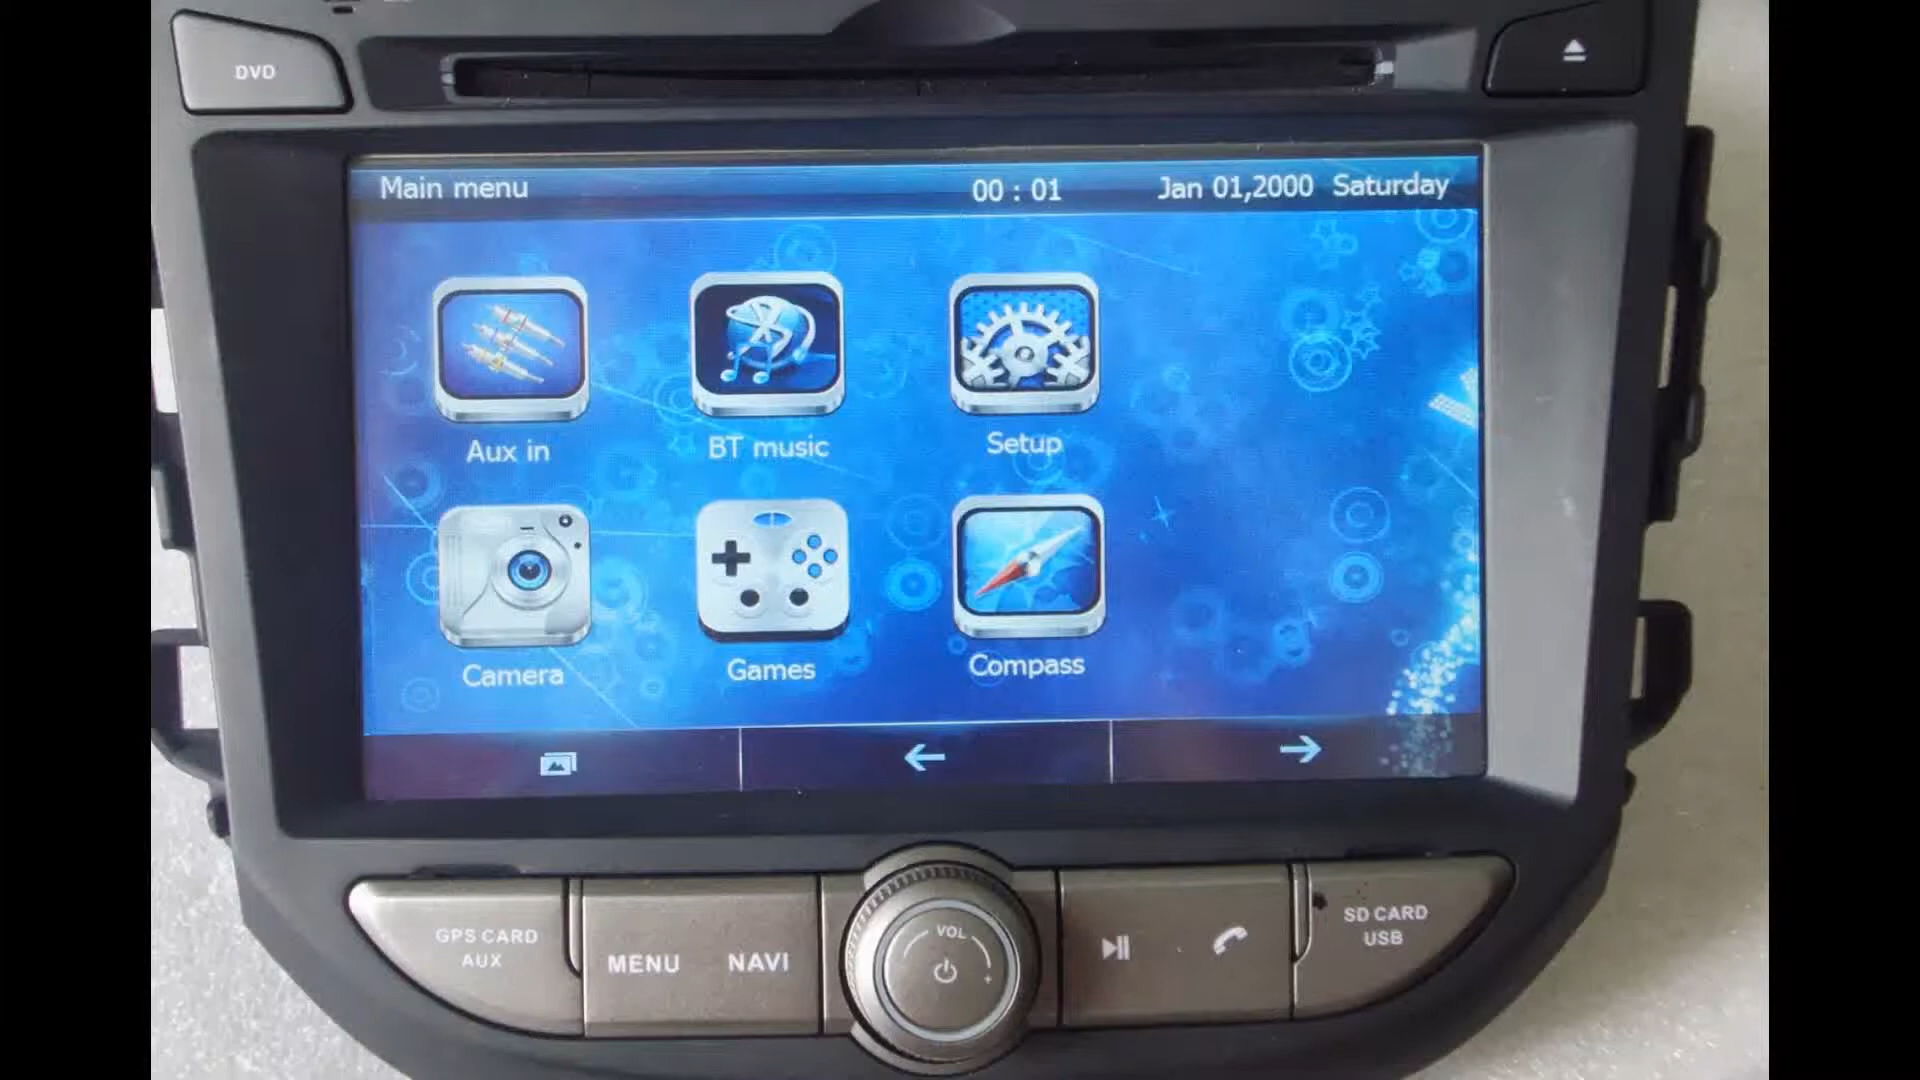 DVD
Main menu 00 : 01 Jan 01,2000 Saturday
Aux in BT music Setup
Camera Games Compass
GPS CARD
AUX
MENU NAVI
VOL
+
SD CARD
USB